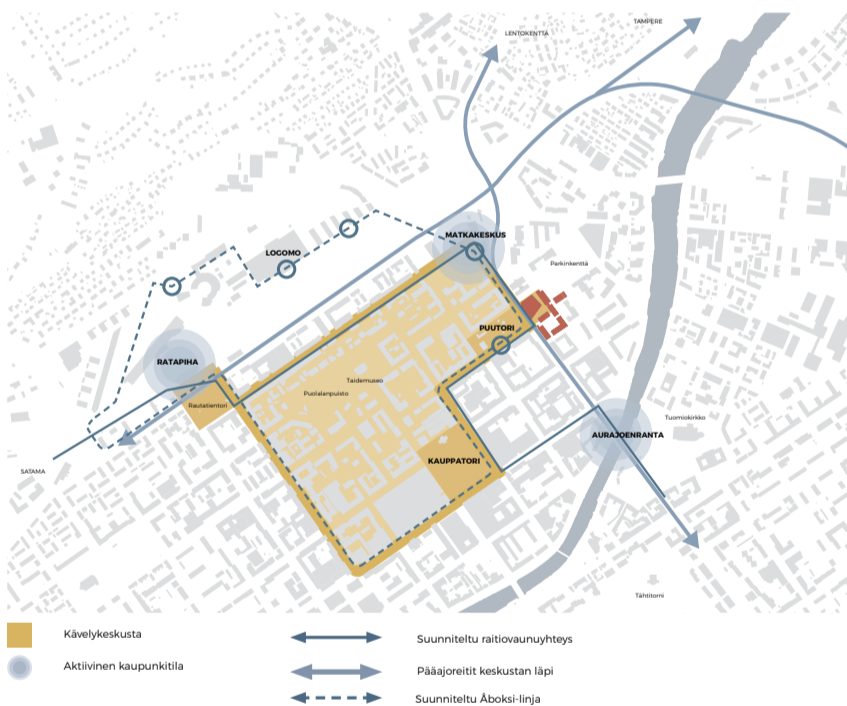 TAMPERE
LENTOKENTTÄ
MATKAKESKUS
LOGOMO
Parkinkenttä
PUUTORI
RATAPIHA
Taidemuseo
Puolalanpuisto
Rautatientori
Tuomiokirkko
AURAJOENRANTA
KAUPPATORI
SATAMA
Tähtitorni
Kävelykeskusta
Aktiivinen kaupunkitila
Suunniteltu raitiovaunuyhteys
Pääajoreitit keskustan läpi
Suunniteltu Åboksi-linja